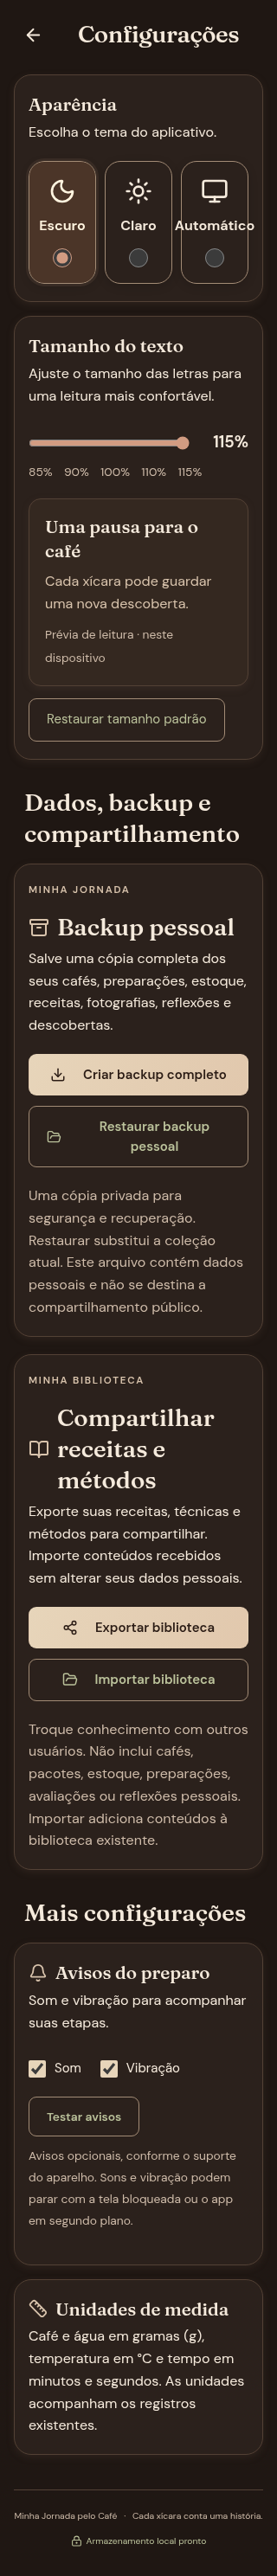 Configurações
Aparência
Escolha o tema do aplicativo.
Escuro
Claro
Automático
Tamanho do texto
Ajuste o tamanho das letras para
uma leitura mais confortável.
115%
85% 90% 100% 110% 115%
Uma pausa para o
café
Cada xícara pode guardar
uma nova descoberta.
Prévia de leitura · neste
dispositivo
Restaurar tamanho padrão
Dados, backup e
compartilhamento
MINHA JORNADA
Backup pessoal
Salve uma cópia completa dos
seus cafés, preparações, estoque,
receitas, fotografias, reflexões e
descobertas.
Criar backup completo
Restaurar backup
pessoal
Uma cópia privada para
segurança e recuperação.
Restaurar substitui a coleção
atual. Este arquivo contém dados
pessoais e não se destina a
compartilhamento público.
MINHA BIBLIOTECA
Compartilhar
receitas e
métodos
Exporte suas receitas, técnicas e
métodos para compartilhar.
Importe conteúdos recebidos
sem alterar seus dados pessoais.
Exportar biblioteca
Importar biblioteca
Troque conhecimento com outros
usuários. Não inclui cafés,
pacotes, estoque, preparações,
avaliações ou reflexões pessoais.
Importar adiciona conteúdos à
biblioteca existente.
Mais configurações
Avisos do preparo
Som e vibração para acompanhar
suas etapas.
Som
Vibração
Testar avisos
Avisos opcionais, conforme o suporte
do aparelho. Sons e vibração podem
parar com a tela bloqueada ou o app
em segundo plano.
Unidades de medida
Café e água em gramas (g),
temperatura em °C e tempo em
minutos e segundos. As unidades
acompanham os registros
existentes.
Minha Jornada pelo Café · Cada xícara conta uma história.
Armazenamento local pronto